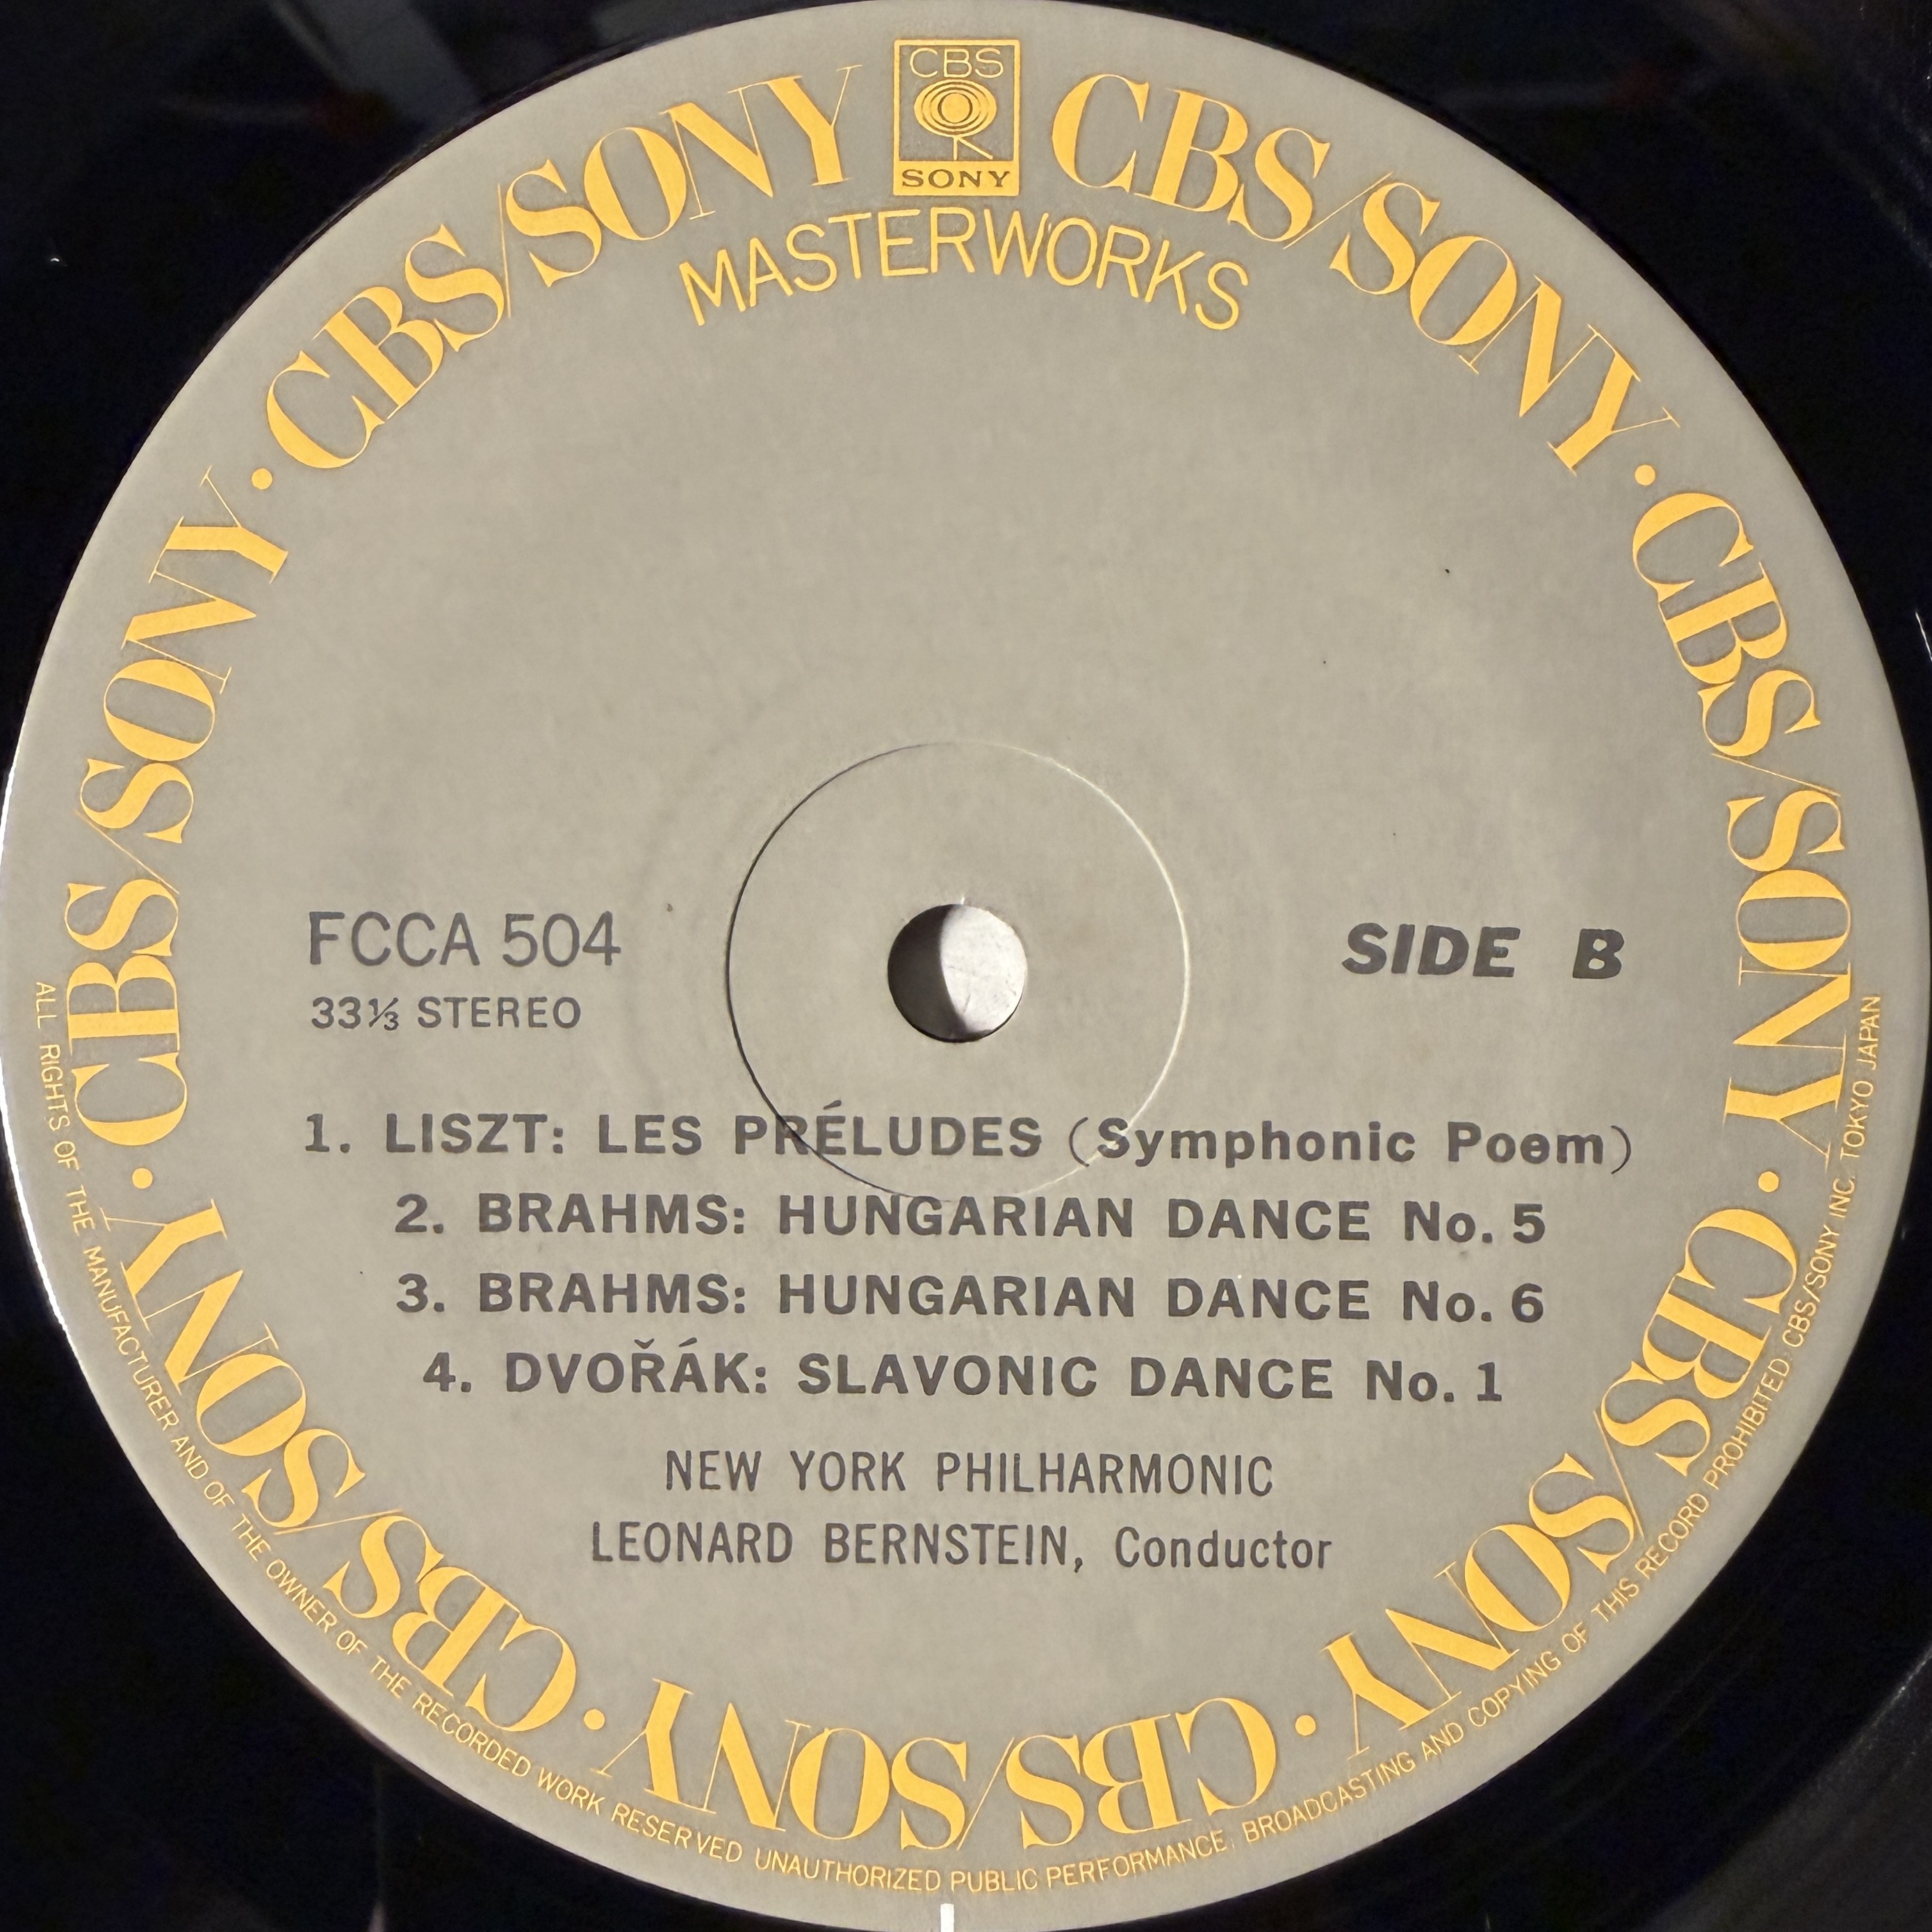 CBS
SONY
CBS/SONY · CBS/SONY · CBS/SONY · CBS/SONY · CBS/SONY · CBS/SONY · CBS/SONY
MASTERWORKS
FCCA 504
33⅓ STEREO
SIDE B
1. LISZT: LES PRÉLUDES (Symphonic Poem)
2. BRAHMS: HUNGARIAN DANCE No. 5
3. BRAHMS: HUNGARIAN DANCE No. 6
4. DVOŘÁK: SLAVONIC DANCE No. 1
NEW YORK PHILHARMONIC
LEONARD BERNSTEIN, Conductor
ALL RIGHTS OF THE MANUFACTURER AND OF THE OWNER OF THE RECORDED WORK RESERVED UNAUTHORIZED PUBLIC PERFORMANCE, BROADCASTING AND COPYING OF THIS RECORD PROHIBITED: CBS/SONY INC. TOKYO JAPAN